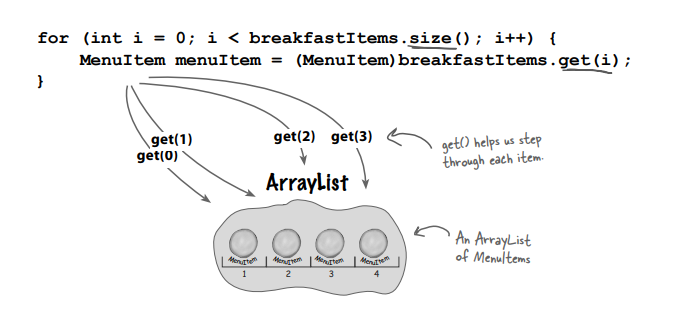 for (int i = 0; i < breakfastItems.size(); i++) {
MenuItem menuItem = (MenuItem)breakfastItems.get(i);
}
get(1)
get(0)
get(2) get(3)
get() helps us step
through each item.
ArrayList
An ArrayList
of MenuItems
MenuItem MenuItem MenuItem MenuItem
1 2 3 4